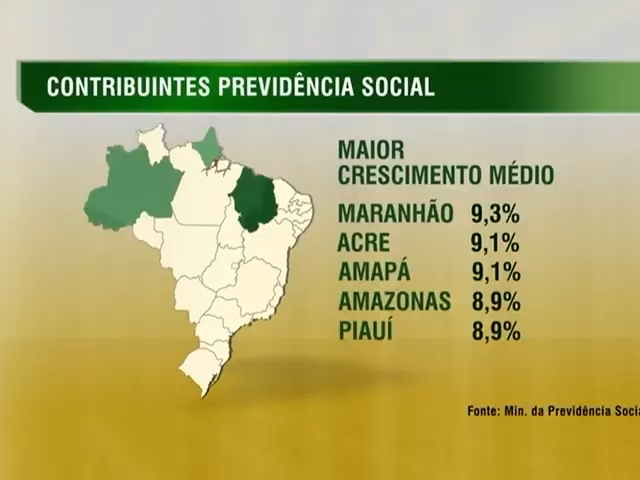 CONTRIBUINTES PREVIDÊNCIA SOCIAL
MAIOR
CRESCIMENTO MÉDIO
MARANHÃO 9,3%
ACRE 9,1%
AMAPÁ 9,1%
AMAZONAS 8,9%
PIAUÍ 8,9%
Fonte: Min. da Previdência Socia